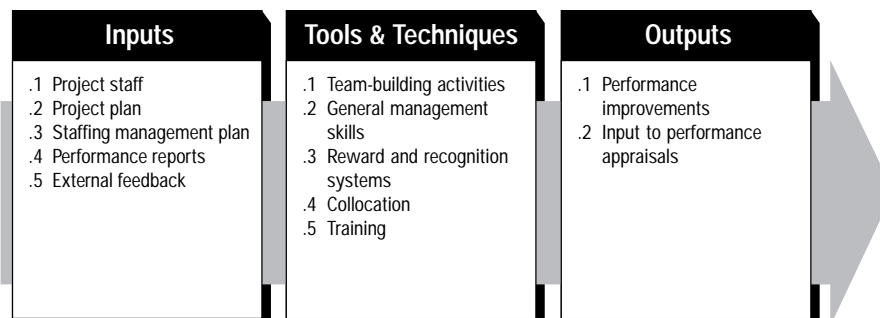 Inputs
.1 Project staff
.2 Project plan
.3 Staffing management plan
.4 Performance reports
.5 External feedback
Tools & Techniques
.1 Team-building activities
.2 General management
skills
.3 Reward and recognition
systems
.4 Collocation
.5 Training
Outputs
.1 Performance
improvements
.2 Input to performance
appraisals